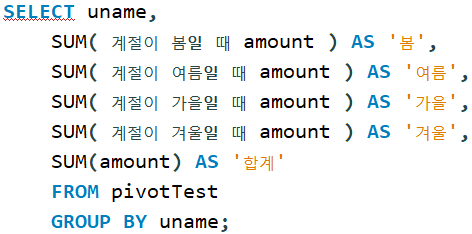 SELECT uname,
SUM( 계절이 봄일 때 amount ) AS '봄',
SUM( 계절이 여름일 때 amount ) AS '여름',
SUM( 계절이 가을일 때 amount ) AS '가을',
SUM( 계절이 겨울일 때 amount ) AS '겨울',
SUM(amount) AS '합계'
FROM pivotTest
GROUP BY uname;